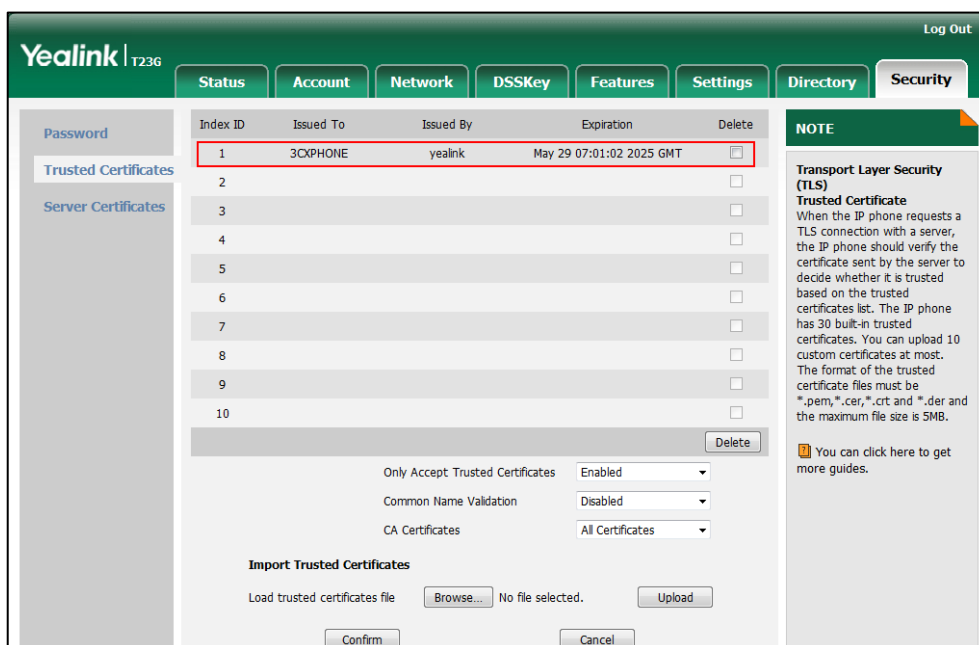 Log Out
Yealink T23G
Status Account Network DSSKey Features Settings Directory Security
Password
Trusted Certificates
Server Certificates
Index ID Issued To Issued By Expiration Delete
1 3CXPHONE yealink May 29 07:01:02 2025 GMT
2
3
4
5
6
7
8
9
10
Delete
Only Accept Trusted Certificates Enabled
Common Name Validation Disabled
CA Certificates All Certificates
Import Trusted Certificates
Load trusted certificates file Browse... No file selected. Upload
Confirm Cancel
NOTE
Transport Layer Security
(TLS)
Trusted Certificate
When the IP phone requests a
TLS connection with a server,
the IP phone should verify the
certificate sent by the server to
decide whether it is trusted
based on the trusted
certificates list. The IP phone
has 30 built-in trusted
certificates. You can upload 10
custom certificates at most.
The format of the trusted
certificate files must be
*.pem,*.cer,*.crt and *.der and
the maximum file size is 5MB.
You can click here to get
more guides.